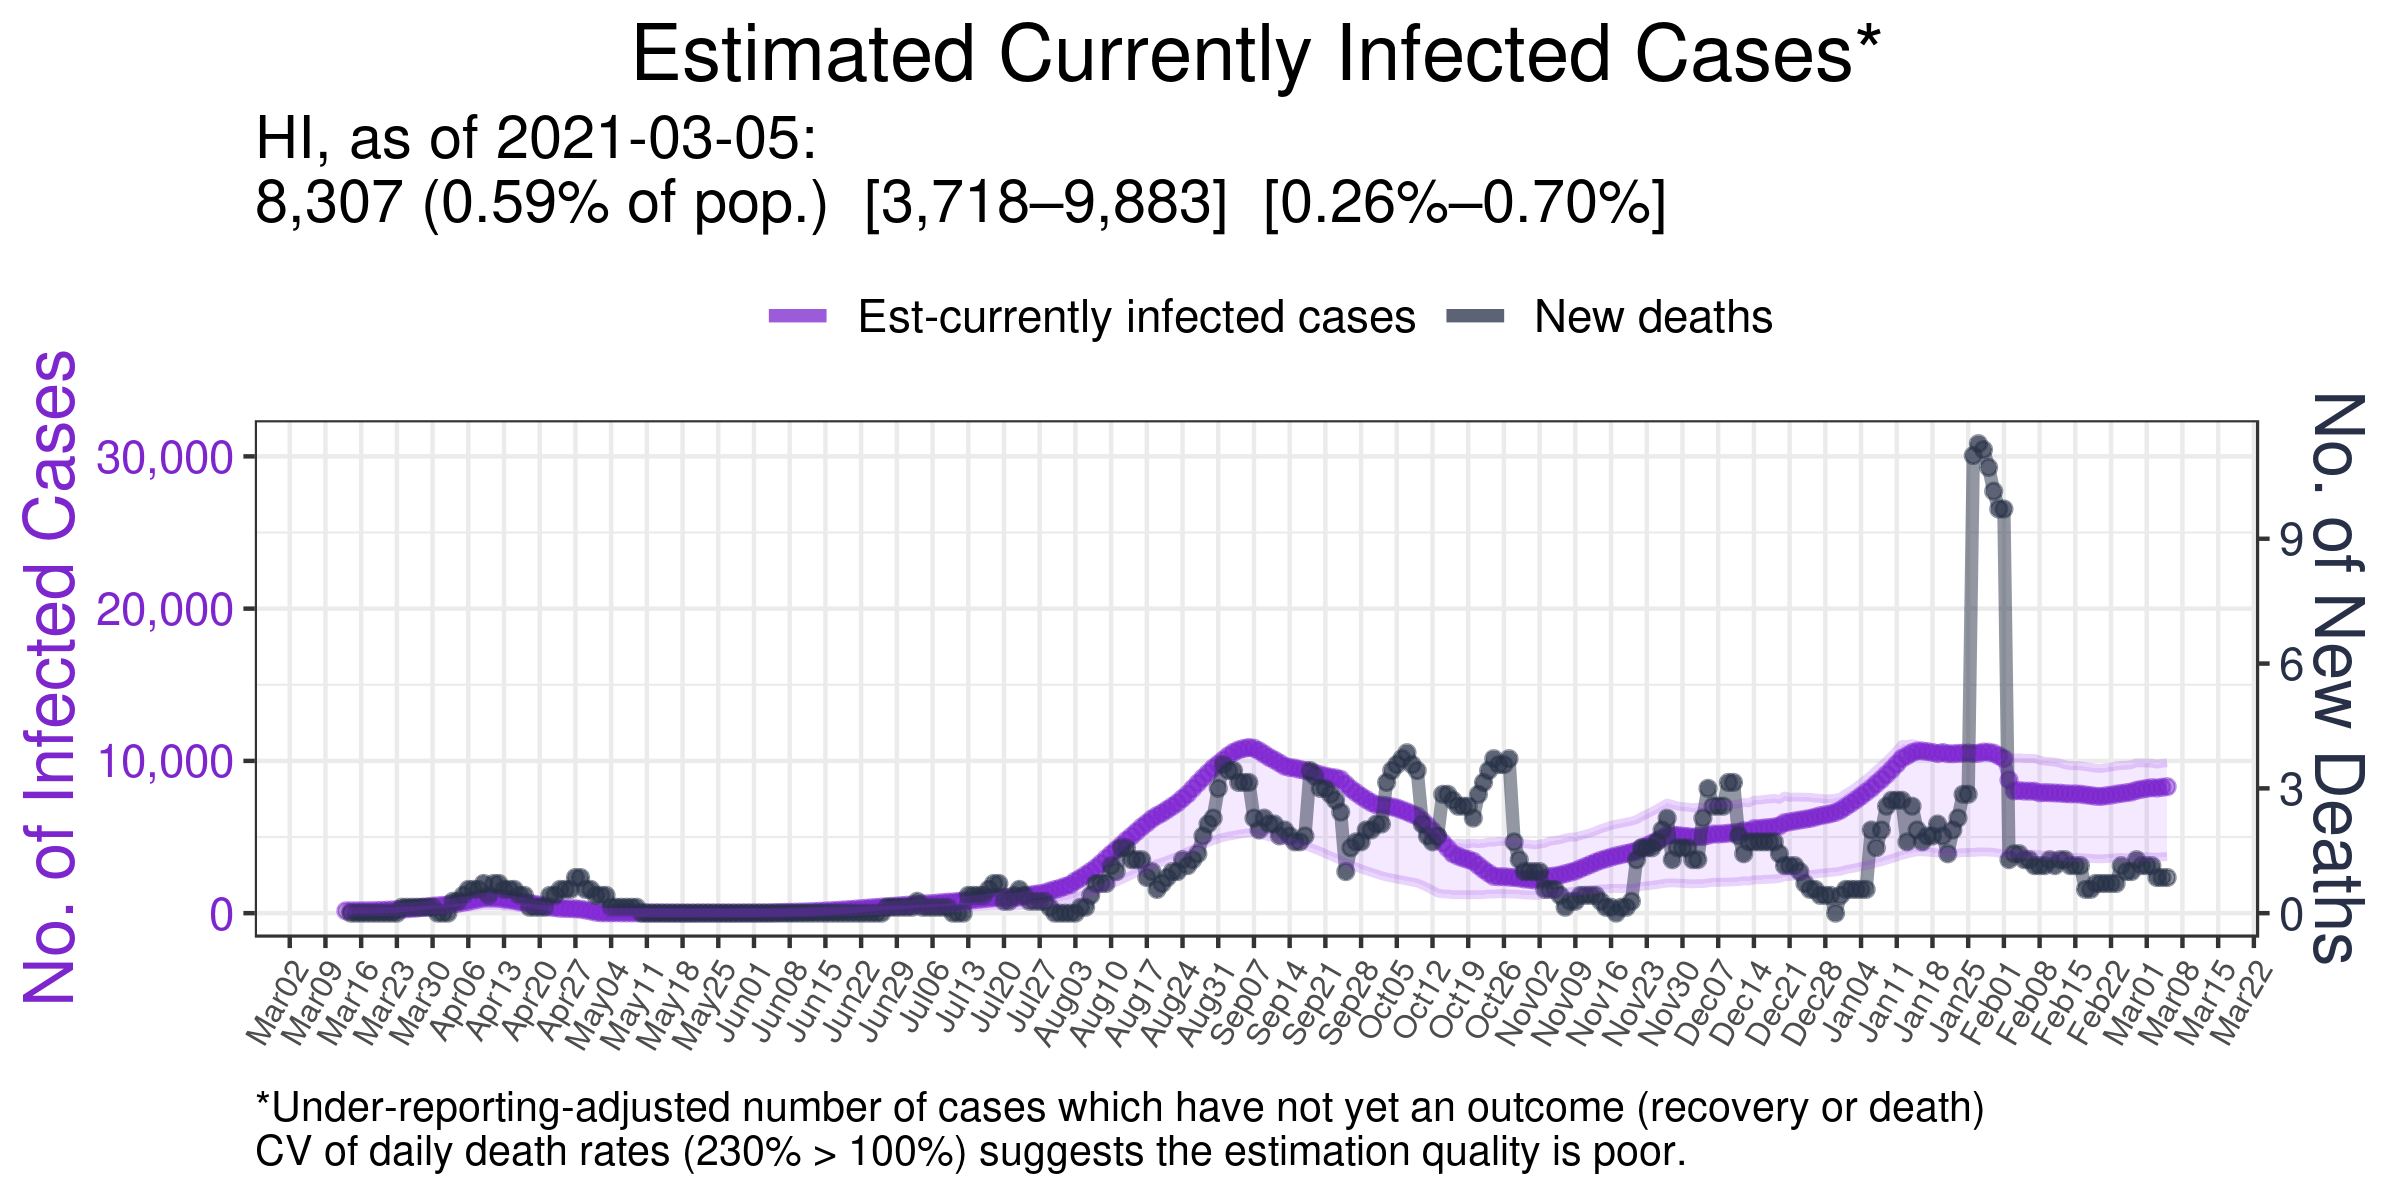 Estimated Currently Infected Cases*
HI, as of 2021-03-05:
8,307 (0.59% of pop.) [3,718–9,883] [0.26%–0.70%]
Est-currently infected cases New deaths
No. of Infected Cases
30,000
20,000
10,000
0
9
6
3
0
No. of New Deaths
Mar02 Mar09 Mar16 Mar23 Mar30 Apr06 Apr13 Apr20 Apr27 May04 May11 May18 May25 Jun01 Jun08 Jun15 Jun22 Jun29 Jul06 Jul13 Jul20 Jul27 Aug03 Aug10 Aug17 Aug24 Aug31 Sep07 Sep14 Sep21 Sep28 Oct05 Oct12 Oct19 Oct26 Nov02 Nov09 Nov16 Nov23 Nov30 Dec07 Dec14 Dec21 Dec28 Jan04 Jan11 Jan18 Jan25 Feb01 Feb08 Feb15 Feb22 Mar01 Mar08 Mar15 Mar22
*Under-reporting-adjusted number of cases which have not yet an outcome (recovery or death)
CV of daily death rates (230% > 100%) suggests the estimation quality is poor.